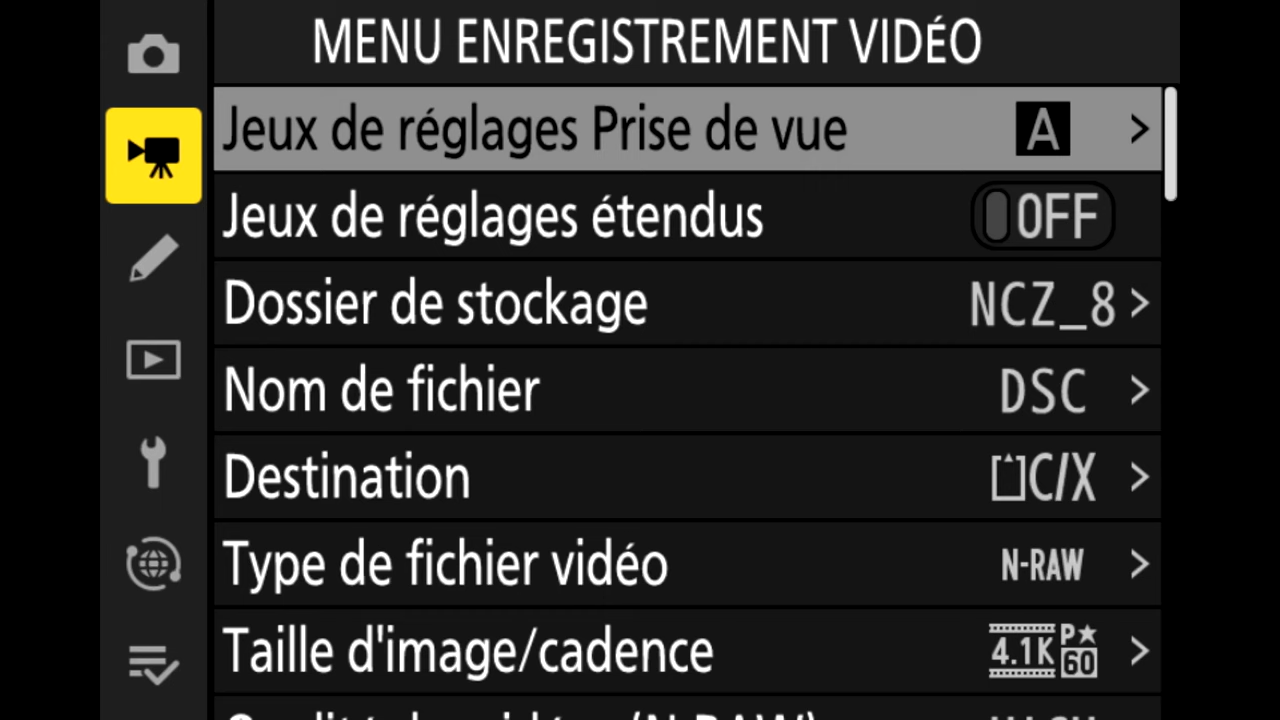 MENU ENREGISTREMENT VIDÉO
Jeux de réglages Prise de vue A >
Jeux de réglages étendus OFF
Dossier de stockage NCZ_8 >
Nom de fichier DSC >
Destination C/X >
Type de fichier vidéo N-RAW >
Taille d'image/cadence 4.1K P★ 60 >